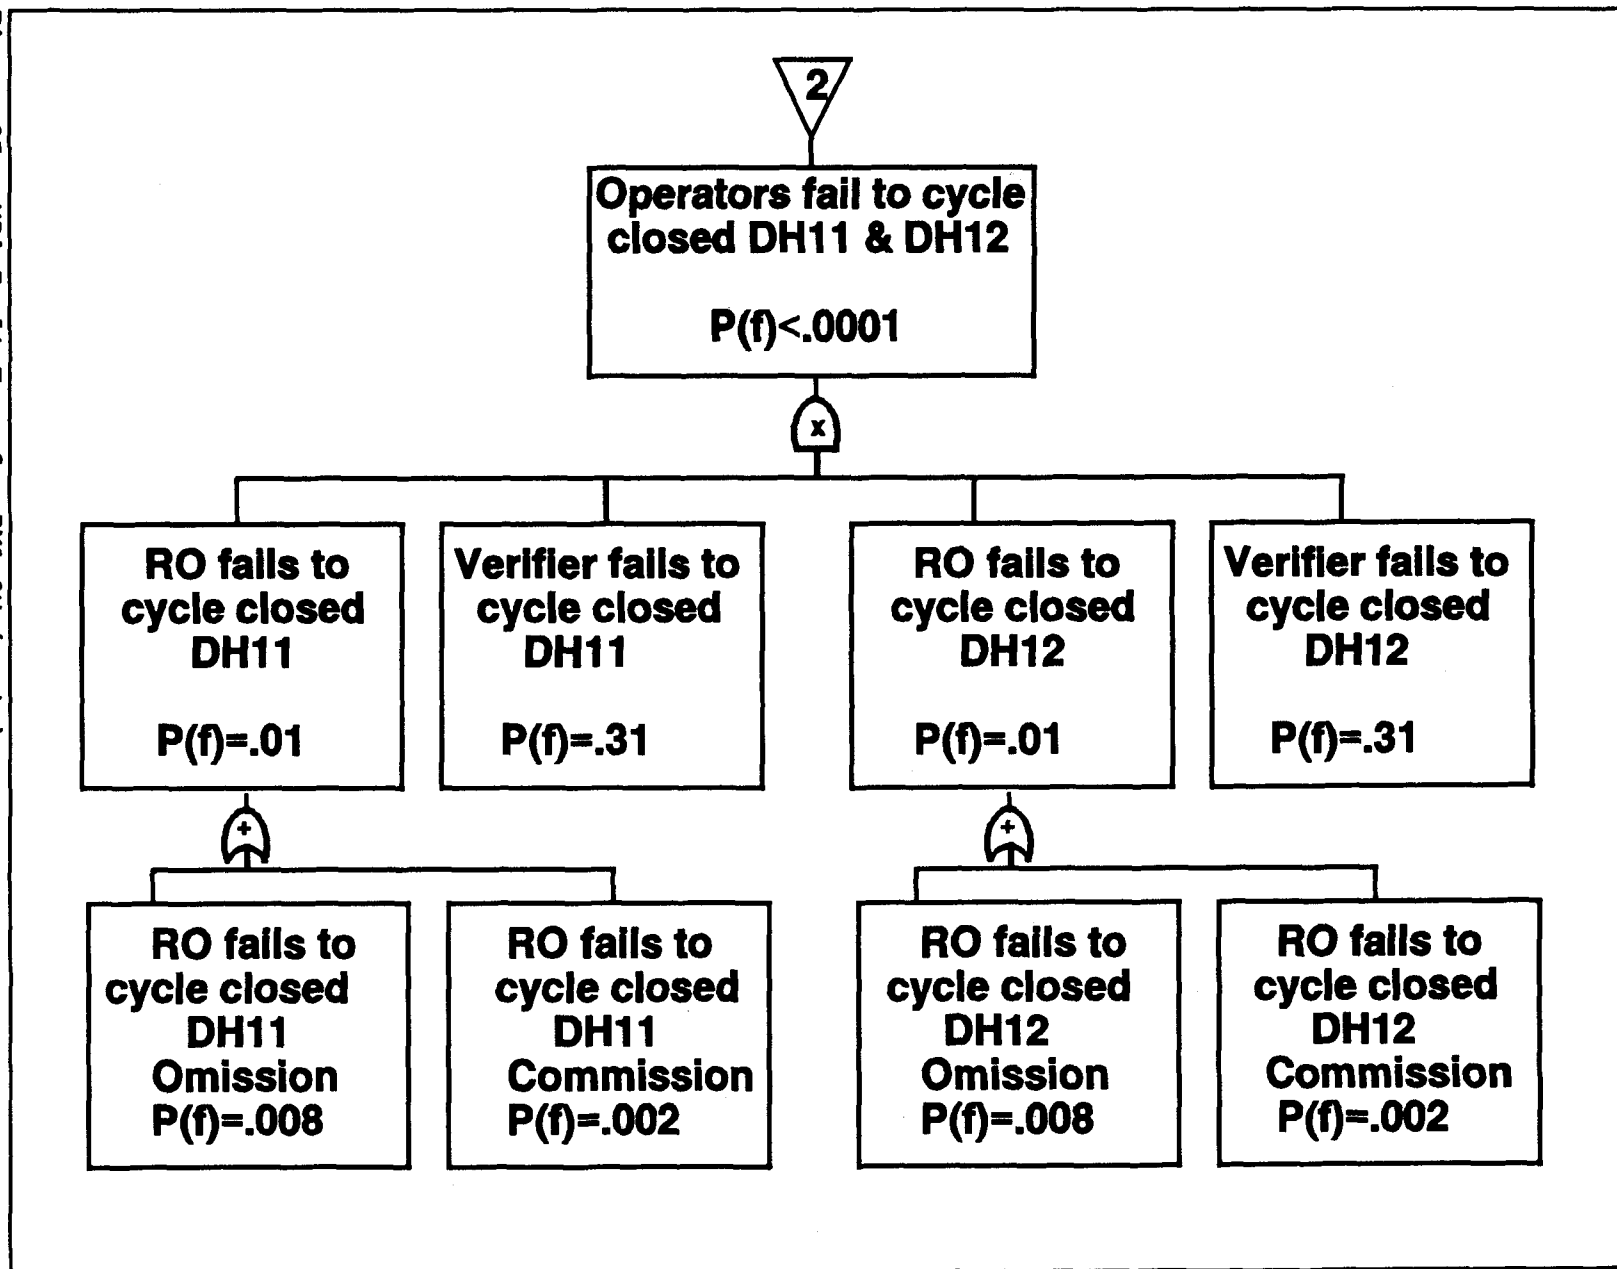 2
Operators fail to cycle
closed DH11 & DH12
P(f)<.0001
x
RO fails to
cycle closed
DH11
P(f)=.01
Verifier fails to
cycle closed
DH11
P(f)=.31
RO fails to
cycle closed
DH12
P(f)=.01
Verifier fails to
cycle closed
DH12
P(f)=.31
+
+
RO fails to
cycle closed
DH11
Omission
P(f)=.008
RO fails to
cycle closed
DH11
Commission
P(f)=.002
RO fails to
cycle closed
DH12
Omission
P(f)=.008
RO fails to
cycle closed
DH12
Commission
P(f)=.002